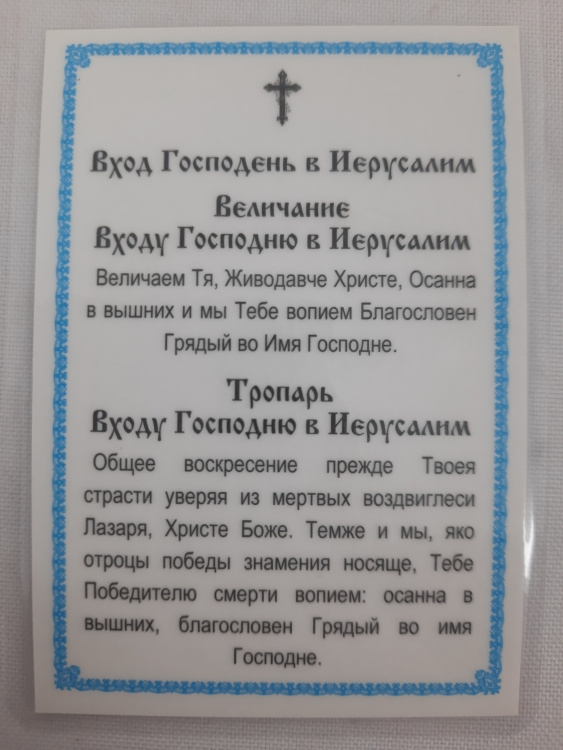 Вход Господень в Иерусалим
Величание
Входу Господню в Иерусалим
Величаем Тя, Живодавче Христе, Осанна
в вышних и мы Тебе вопием Благословен
Грядый во Имя Господне.
Тропарь
Входу Господню в Иерусалим
Общее воскресение прежде Твоея
страсти уверяя из мертвых воздвиглеси
Лазаря, Христе Боже. Темже и мы, яко
отроцы победы знамения носяще, Тебе
Победителю смерти вопием: осанна в
вышних, благословен Грядый во имя
Господне.